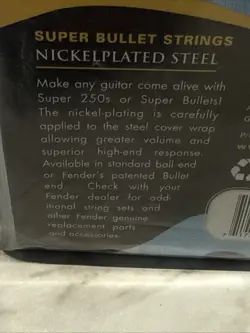 SUPER BULLET STRINGS
NICKELPLATED STEEL
Make any guitar come alive with
Super 250s or Super Bullets!
The nickel-plating is carefully
applied to the steel cover wrap
allowing greater volume and
superior high-end response.
Available in standard ball end
or Fender's patented Bullet
end. Check with your
Fender dealer for addi-
tional string sets and
other Fender genuine
replacement parts
and accessories.